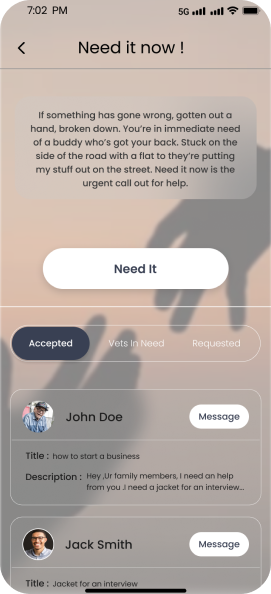 7:02 PM 5G
Need it now !
If something has gone wrong, gotten out a
hand, broken down. You're in immediate need
of a buddy who's got your back. Stuck on the
side of the road with a flat to they're putting
my stuff out on the street. Need it now is the
urgent call out for help.
Need It
Accepted Vets In Need Requested
John Doe Message
Title : how to start a business
Description : Hey ,Ur family members, I need an help
from you .I need a jacket for an interview...
Jack Smith Message
Title : Jacket for an interview